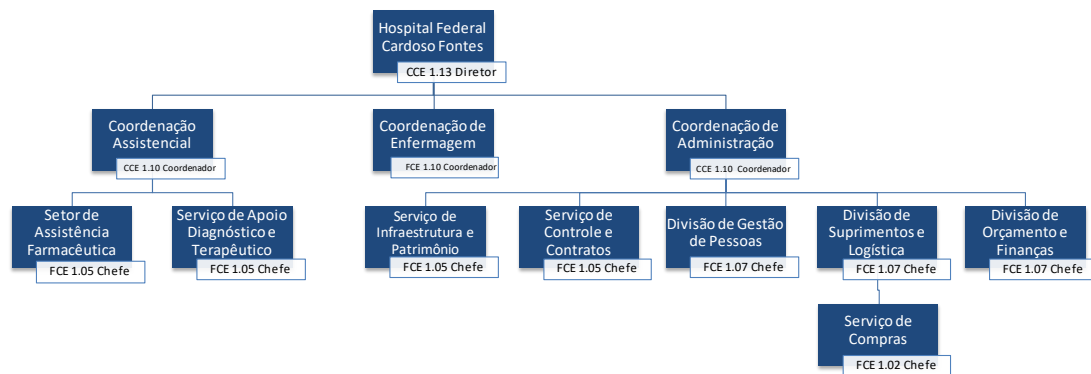 Hospital Federal
Cardoso Fontes
CCE 1.13 Diretor
Coordenação
Assistencial
CCE 1.10 Coordenador
Coordenação de
Enfermagem
FCE 1.10 Coordenador
Coordenação de
Administração
CCE 1.10 Coordenador
Setor de
Assistência
Farmacêutica
FCE 1.05 Chefe
Serviço de Apoio
Diagnóstico e
Terapêutico
FCE 1.05 Chefe
Serviço de
Infraestrutura e
Patrimônio
FCE 1.05 Chefe
Serviço de
Controle e
Contratos
FCE 1.05 Chefe
Divisão de Gestão
de Pessoas
FCE 1.07 Chefe
Divisão de
Suprimentos e
Logística
FCE 1.07 Chefe
Divisão de
Orçamento e
Finanças
FCE 1.07 Chefe
Serviço de
Compras
FCE 1.02 Chefe